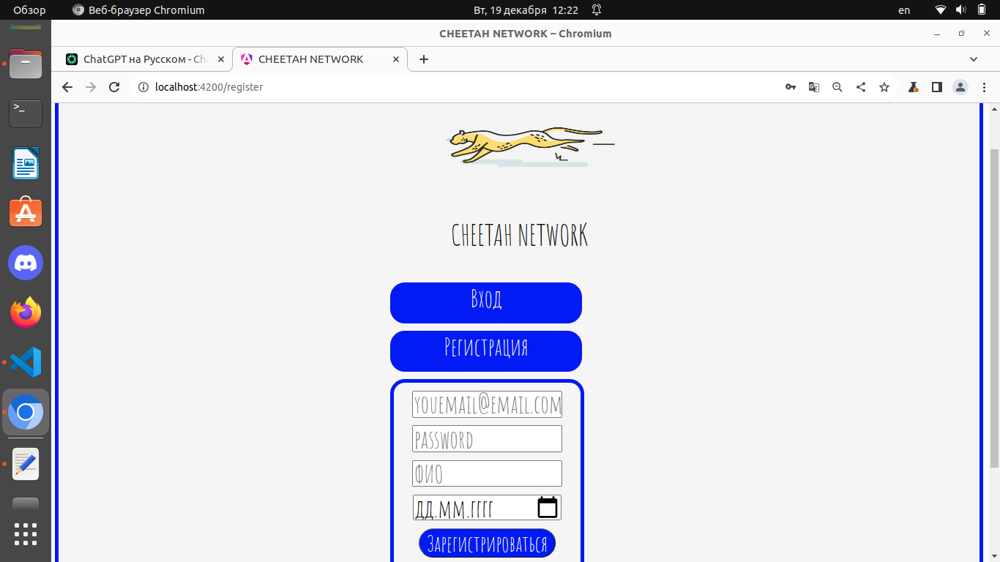 Обзор Веб-браузер Chromium Вт, 19 декабря 12:22 en
CHEETAH NETWORK – Chromium
ChatGPT на Русском - Ch
CHEETAH NETWORK
localhost:4200/register
CHEETAH NETWORK
Вход
Регистрация
youemail@email.com
password
ФИО
дд.мм.гггг
Зарегистрироваться